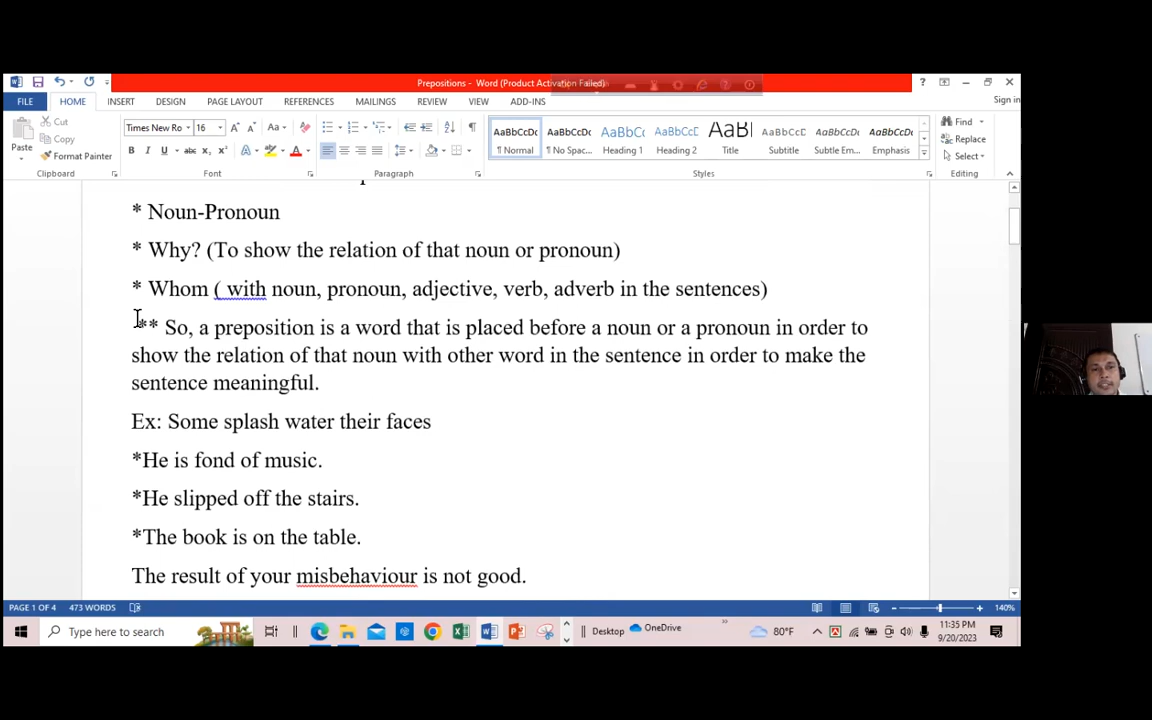 Prepositions - Word (Product Activation Failed)
FILE HOME INSERT DESIGN PAGE LAYOUT REFERENCES MAILINGS REVIEW VIEW ADD-INS Sign in
Cut
Copy
Paste
Format Painter
Times New Ro 16
AaBbCcDc AaBbCcDc AaBbC AaBbCcD AaB AaBbCcD AaBbCcDc AaBbCcDc
¶ Normal ¶ No Spac... Heading 1 Heading 2 Title Subtitle Subtle Em... Emphasis
Find
Replace
Select
Clipboard Font Paragraph Styles Editing
* Noun-Pronoun
* Why? (To show the relation of that noun or pronoun)
* Whom ( with noun, pronoun, adjective, verb, adverb in the sentences)
** So, a preposition is a word that is placed before a noun or a pronoun in order to
show the relation of that noun with other word in the sentence in order to make the
sentence meaningful.
Ex: Some splash water their faces
*He is fond of music.
*He slipped off the stairs.
*The book is on the table.
The result of your misbehaviour is not good.
PAGE 1 OF 4 473 WORDS 140%
Type here to search Desktop OneDrive 80°F 11:35 PM
9/20/2023